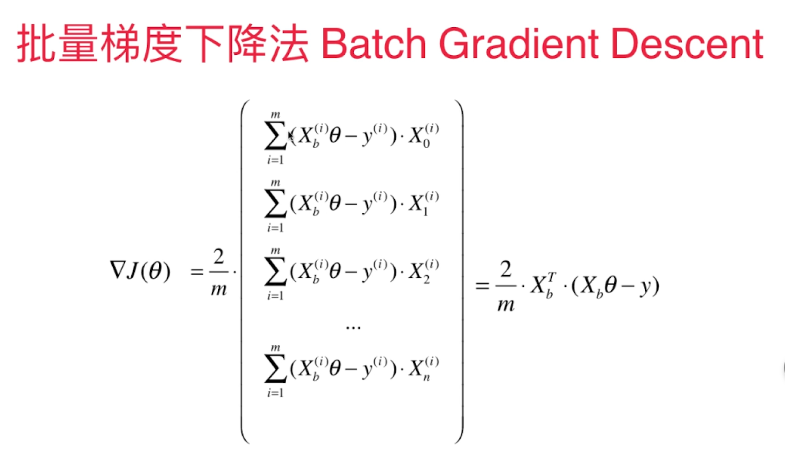 批量梯度下降法 Batch Gradient Descent
$$\nabla J(\theta) = \frac{2}{m} \cdot \begin{pmatrix} \sum_{i=1}^{m} (X_b^{(i)}\theta - y^{(i)}) \cdot X_0^{(i)} \\ \sum_{i=1}^{m} (X_b^{(i)}\theta - y^{(i)}) \cdot X_1^{(i)} \\ \sum_{i=1}^{m} (X_b^{(i)}\theta - y^{(i)}) \cdot X_2^{(i)} \\ \cdots \\ \sum_{i=1}^{m} (X_b^{(i)}\theta - y^{(i)}) \cdot X_n^{(i)} \end{pmatrix} = \frac{2}{m} \cdot X_b^T \cdot (X_b\theta - y)$$